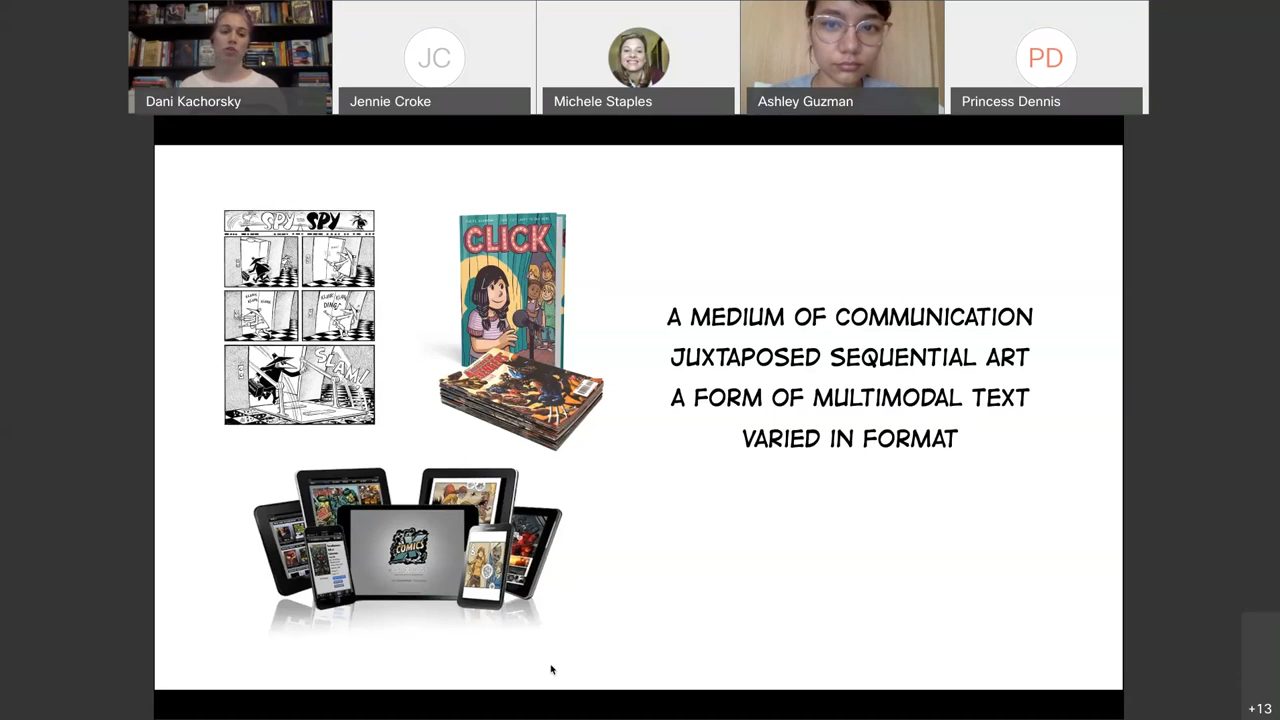 JC
PD
Dani Kachorsky
Jennie Croke
Michele Staples
Ashley Guzman
Princess Dennis
SPY SPY
CLICK
SLAM!
COMICS
A MEDIUM OF COMMUNICATION
JUXTAPOSED SEQUENTIAL ART
A FORM OF MULTIMODAL TEXT
VARIED IN FORMAT
+13